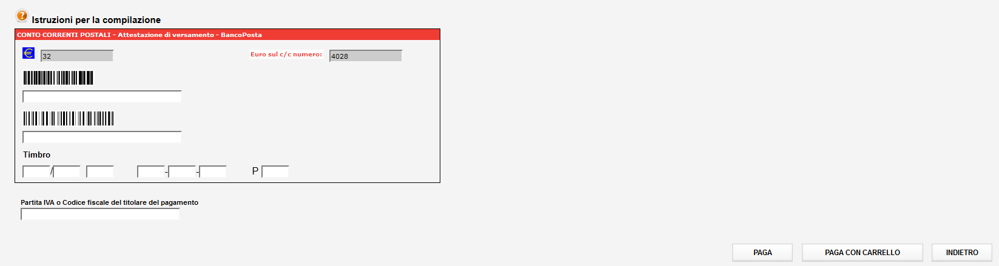 ? Istruzioni per la compilazione
CONTO CORRENTI POSTALI - Attestazione di versamento - BancoPosta
€ 32 Euro sul c/c numero: 4028
Timbro
/ - - P
Partita IVA o Codice fiscale del titolare del pagamento
PAGA PAGA CON CARRELLO INDIETRO